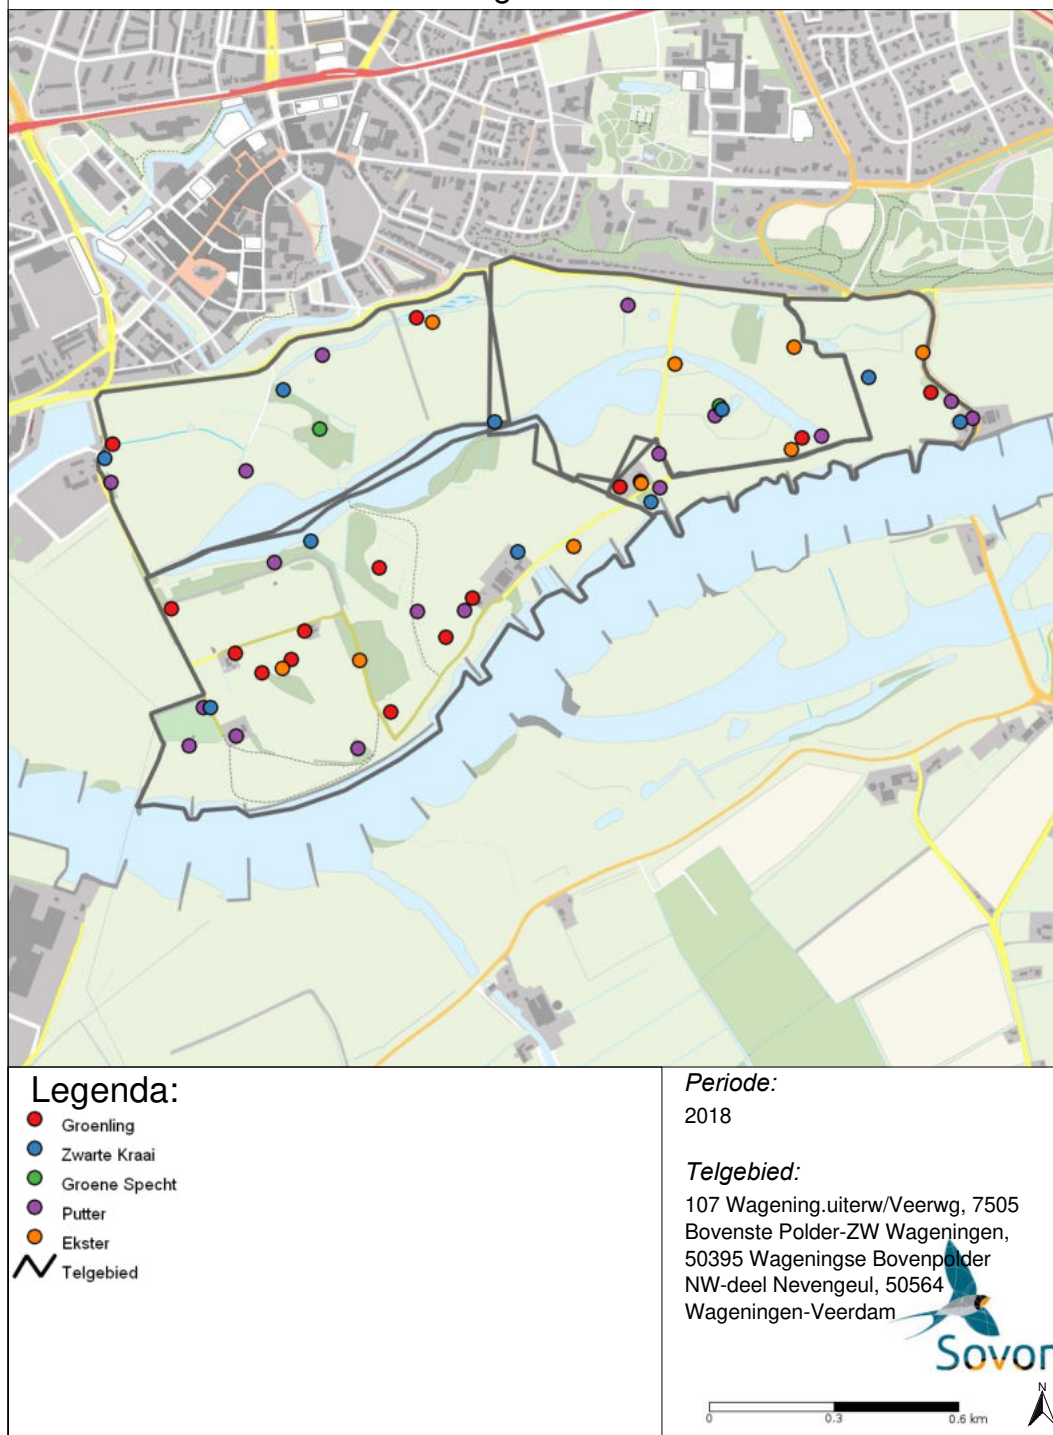 Legenda:
Groenling
Zwarte Kraai
Groene Specht
Putter
Ekster
Telgebied
Periode:
2018
Telgebied:
107 Wagening.uiterw/Veerwg, 7505
Bovenste Polder-ZW Wageningen,
50395 Wageningse Bovenpolder
NW-deel Nevengeul, 50564
Wageningen-Veerdam
Sovon
N
0 0.3 0.6 km